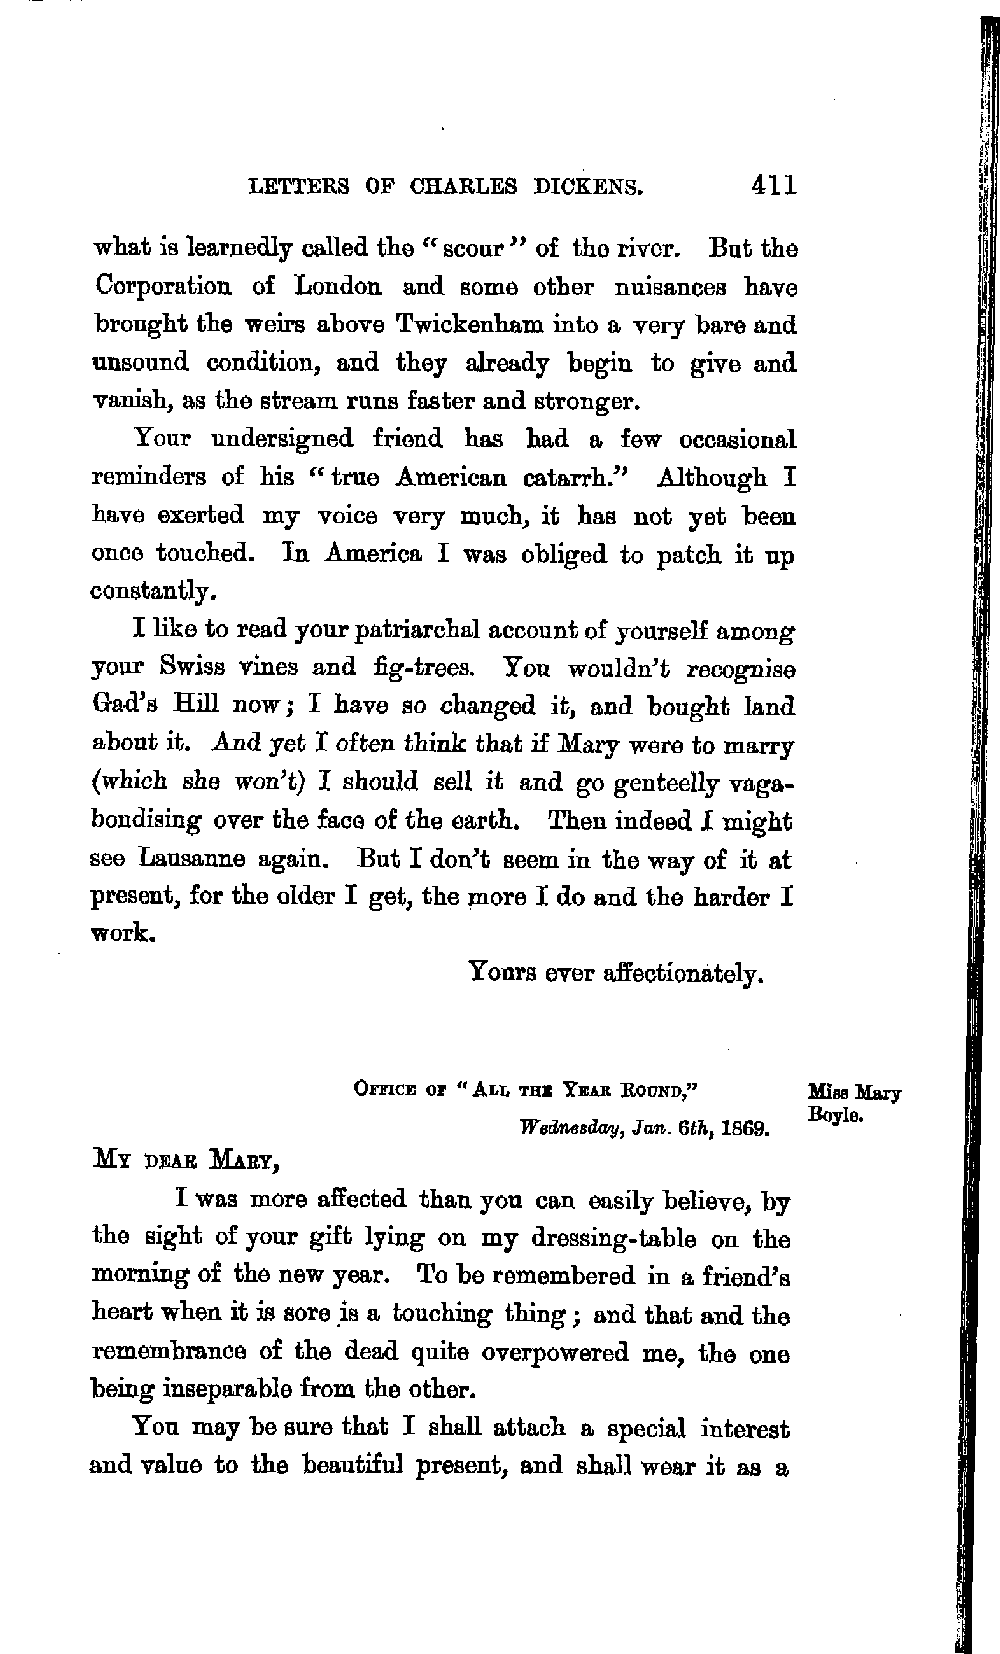 LETTERS OF CHARLES DICKENS. 411
what is learnedly called the “scour” of the river. But the
Corporation of London and some other nuisances have
brought the weirs above Twickenham into a very bare and
unsound condition, and they already begin to give and
vanish, as the stream runs faster and stronger.
Your undersigned friend has had a few occasional
reminders of his “true American catarrh.” Although I
have exerted my voice very much, it has not yet been
once touched. In America I was obliged to patch it up
constantly.
I like to read your patriarchal account of yourself among
your Swiss vines and fig-trees. You wouldn’t recognise
Gad’s Hill now; I have so changed it, and bought land
about it. And yet I often think that if Mary were to marry
(which she won’t) I should sell it and go genteelly vaga-
bondising over the face of the earth. Then indeed I might
see Lausanne again. But I don’t seem in the way of it at
present, for the older I get, the more I do and the harder I
work.
Yours ever affectionately.
OFFICE OF “ALL THE YEAR ROUND,”
Wednesday, Jan. 6th, 1869.
Miss Mary
Boyle.
MY DEAR MARY,
I was more affected than you can easily believe, by
the sight of your gift lying on my dressing-table on the
morning of the new year. To be remembered in a friend’s
heart when it is sore is a touching thing; and that and the
remembrance of the dead quite overpowered me, the one
being inseparable from the other.
You may be sure that I shall attach a special interest
and value to the beautiful present, and shall wear it as a